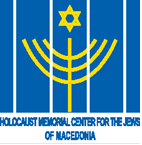 HOLOCAUST MEMORIAL CENTER FOR THE JEWS
OF MACEDONIA